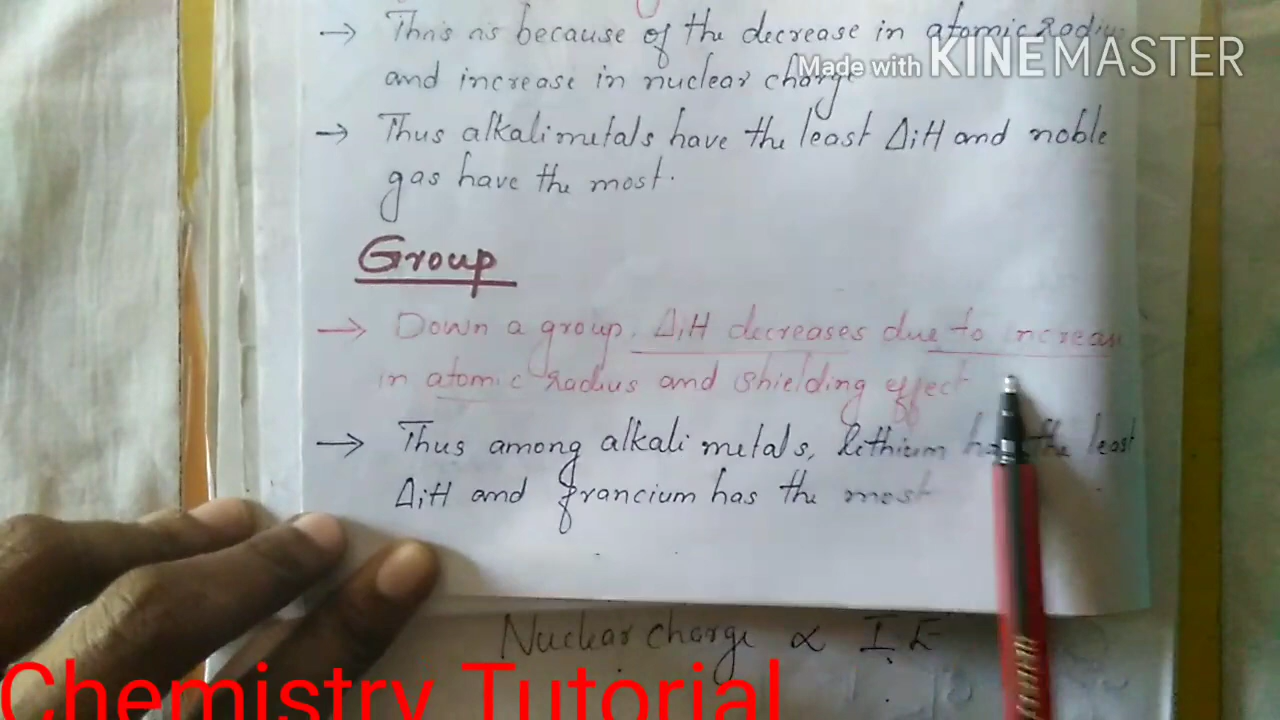 → This is because of the decrease in atomic radius
Made with KINEMASTER
and increase in nuclear charge
→ Thus alkali metals have the least ΔiH and noble
gas have the most.
Group
→ Down a group, ΔiH decreases due to increase
in atomic radius and shielding effect
→ Thus among alkali metals, lithium has the least
ΔiH and francium has the most
Nuclear charge ∝ I.E
Chemistry Tutorial